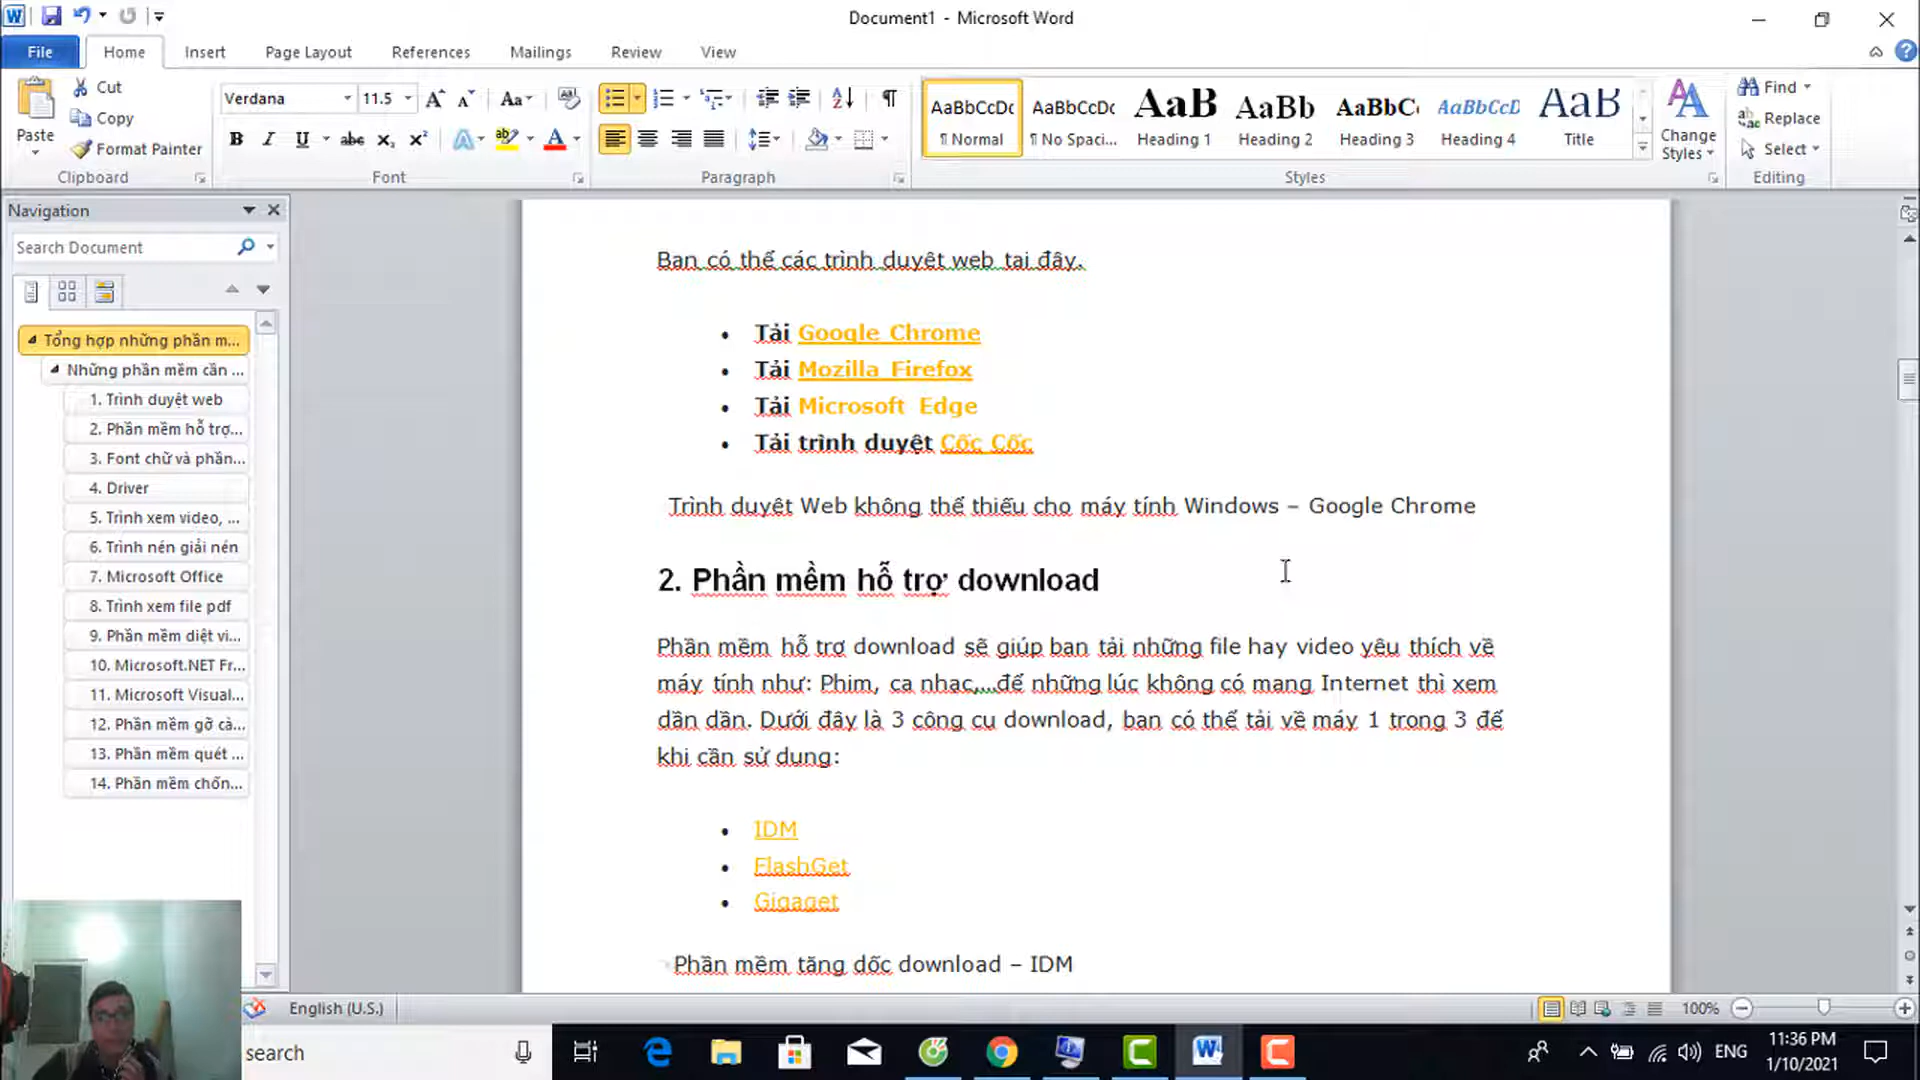 Document1 - Microsoft Word
File Home Insert Page Layout References Mailings Review View
Cut
Copy
Format Painter
Paste
Clipboard
Verdana 11.5
Font
Paragraph
AaBbCcDc AaBbCcDc AaBbC AaBb AaBbCc AaBbCcD AaB
¶ Normal ¶ No Spaci... Heading 1 Heading 2 Heading 3 Heading 4 Title
Change Styles
Styles
Find
Replace
Select
Editing
Navigation
Search Document
Tổng hợp những phần m...
Những phần mềm cần ...
1. Trình duyệt web
2. Phần mềm hỗ trợ...
3. Font chữ và phần...
4. Driver
5. Trình xem video, ...
6. Trình nén giải nén
7. Microsoft Office
8. Trình xem file pdf
9. Phần mềm diệt vi...
10. Microsoft.NET Fr...
11. Microsoft Visual...
12. Phần mềm gỡ cà...
13. Phần mềm quét ...
14. Phần mềm chốn...
Bạn có thể các trình duyệt web tại đây.
• Tải Google Chrome
• Tải Mozilla Firefox
• Tải Microsoft Edge
• Tải trình duyệt Cốc Cốc
Trình duyệt Web không thể thiếu cho máy tính Windows – Google Chrome
2. Phần mềm hỗ trợ download
Phần mềm hỗ trợ download sẽ giúp bạn tải những file hay video yêu thích về
máy tính như: Phim, ca nhạc,...để những lúc không có mạng Internet thì xem
dần dần. Dưới đây là 3 công cụ download, bạn có thể tải về máy 1 trong 3 để
khi cần sử dụng:
• IDM
• FlashGet
• Gigaget
Phần mềm tăng dốc download – IDM
English (U.S.)
100%
search
ENG
11:36 PM
1/10/2021